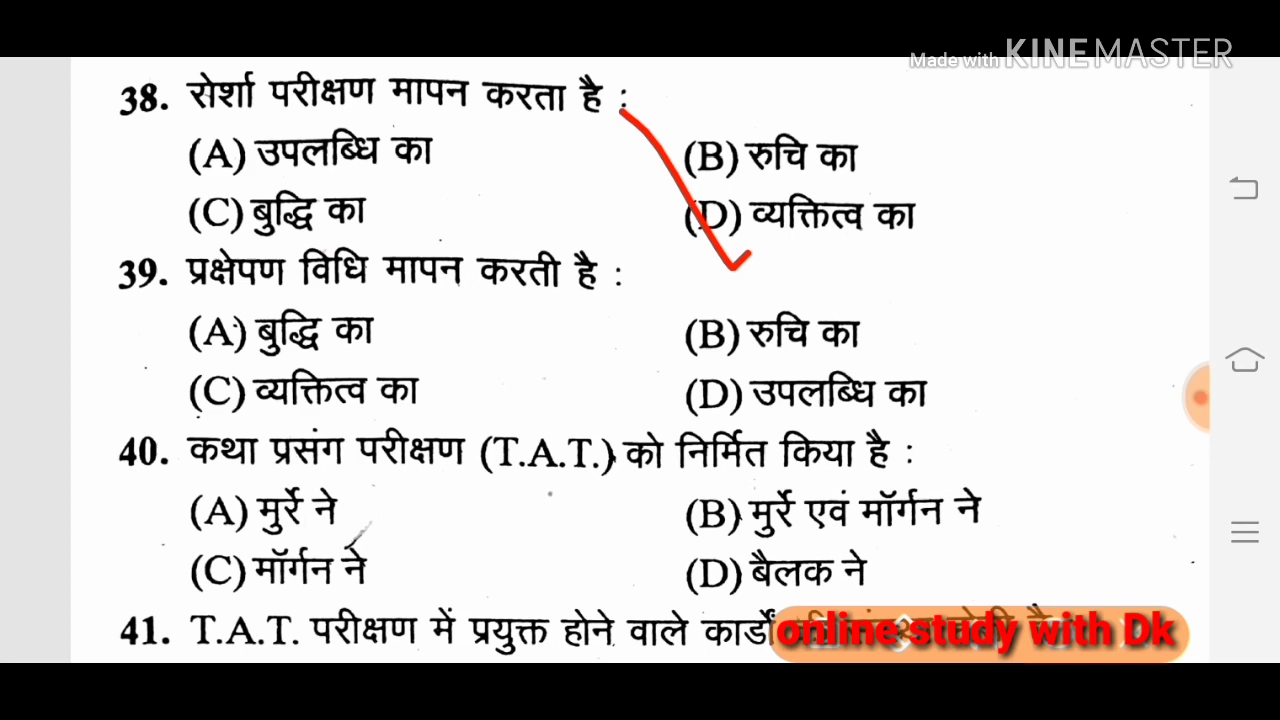 Made with KINEMASTER
38. सेर्शा परीक्षण मापन करता है :
(A) उपलब्धि का (B) रुचि का
(C) बुद्धि का (D) व्यक्तित्व का
39. प्रक्षेपण विधि मापन करती है :
(A) बुद्धि का (B) रुचि का
(C) व्यक्तित्व का (D) उपलब्धि का
40. कथा प्रसंग परीक्षण (T.A.T.) को निर्मित किया है :
(A) मुर्रे ने (B) मुर्रे एवं मॉर्गन ने
(C) मॉर्गन ने (D) बैलक ने
41. T.A.T. परीक्षण में प्रयुक्त होने वाले कार्डों
online study with Dk